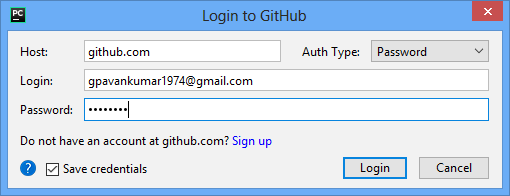 PC
Login to GitHub
Host: github.com Auth Type: Password
Login: gpavankumar1974@gmail.com
Password: ••••••••
Do not have an account at github.com? Sign up
? Save credentials Login Cancel